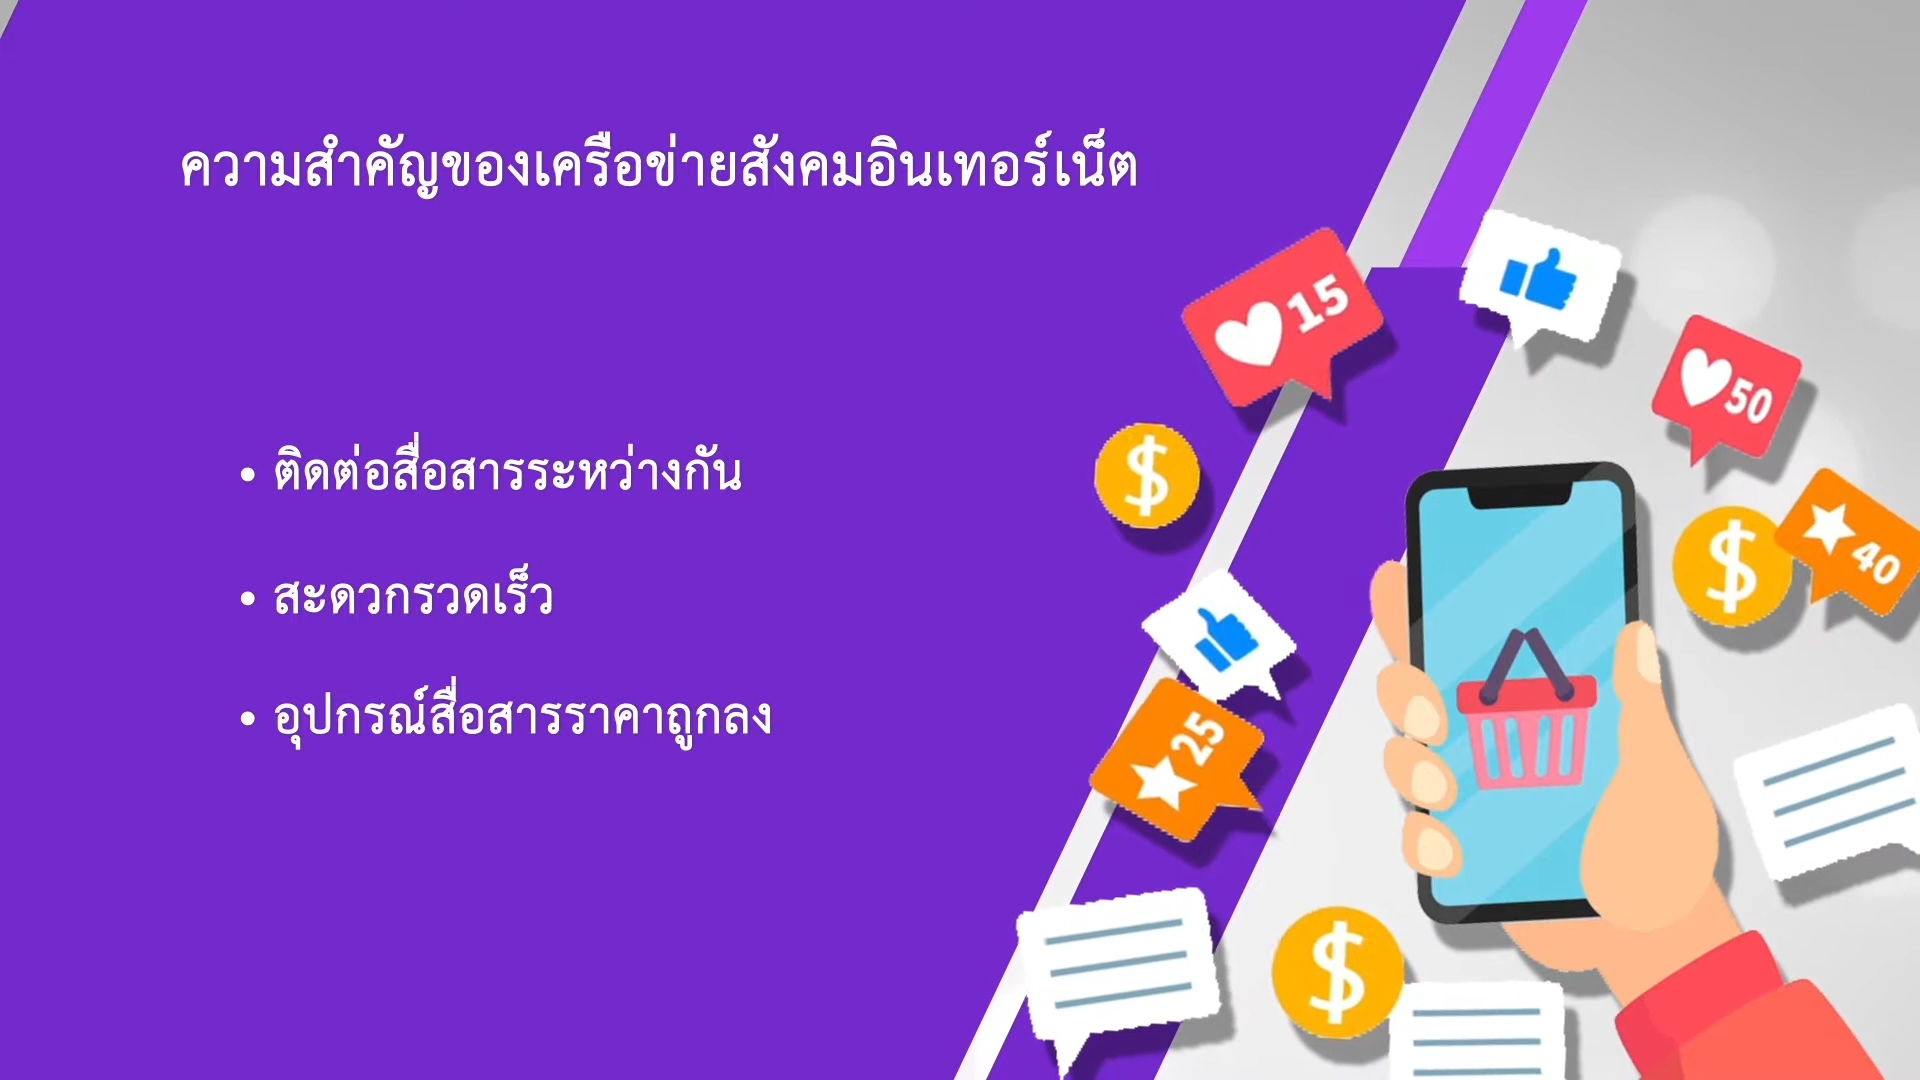 ความสำคัญของเครือข่ายสังคมอินเทอร์เน็ต
• ติดต่อสื่อสารระหว่างกัน
• สะดวกรวดเร็ว
• อุปกรณ์สื่อสารราคาถูกลง
15
50
$
$
40
25
$